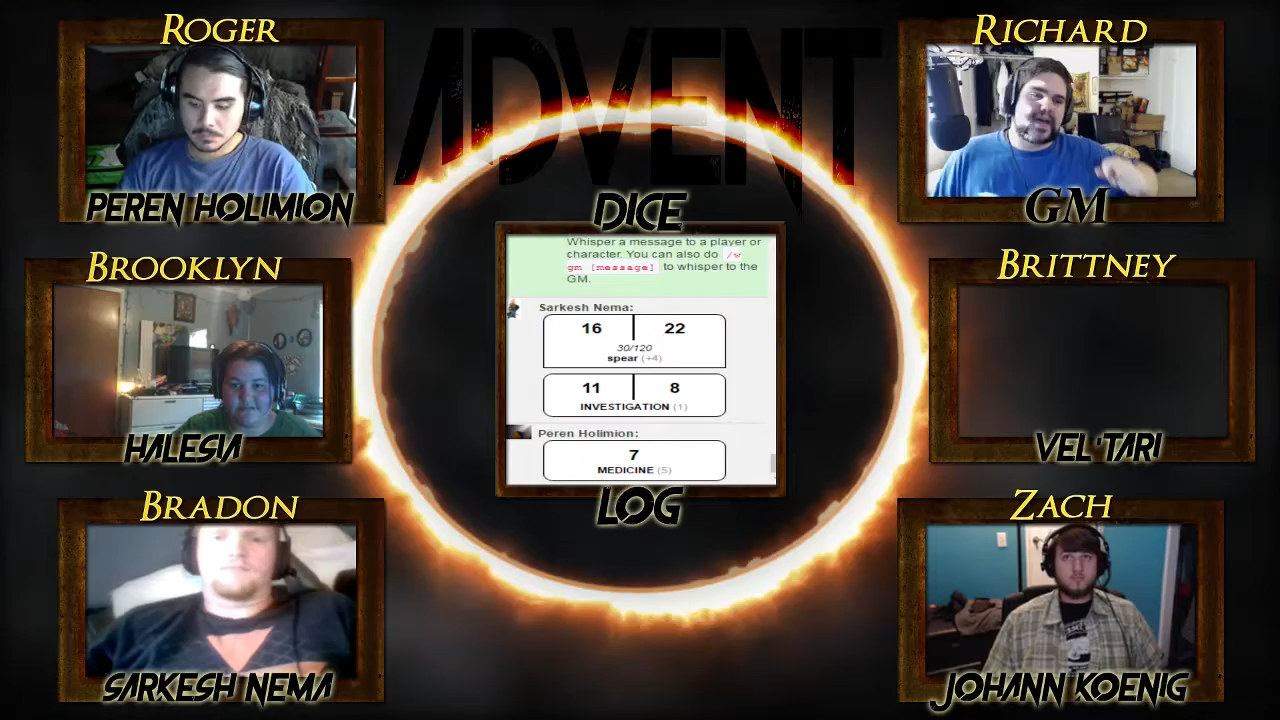 ADVENT
Roger
PEREN HOLIMION
Richard
GM
Brooklyn
HALESIA
Brittney
VEL'TARI
Bradon
SARKESH NEMA
Zach
JOHANN KOENIG
DICE
Whisper a message to a player or
character. You can also do /w
gm [message] to whisper to the
GM.
Sarkesh Nema:
16 22
30/120
spear (+4)
11 8
INVESTIGATION (1)
Peren Holimion:
7
MEDICINE (5)
LOG